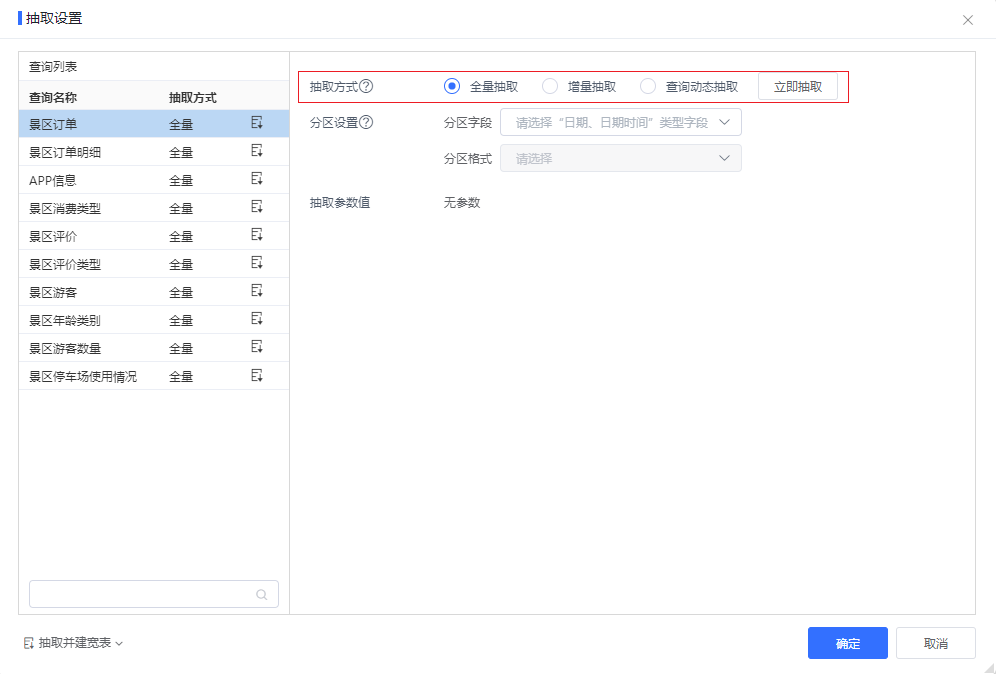 抽取设置
查询列表
查询名称 抽取方式
景区订单 全量
景区订单明细 全量
APP信息 全量
景区消费类型 全量
景区评价 全量
景区评价类型 全量
景区游客 全量
景区年龄类别 全量
景区游客数量 全量
景区停车场使用情况 全量
抽取方式? 全量抽取 增量抽取 查询动态抽取 立即抽取
分区设置? 分区字段 请选择“日期、日期时间”类型字段
分区格式 请选择
抽取参数值 无参数
抽取并建宽表
确定 取消